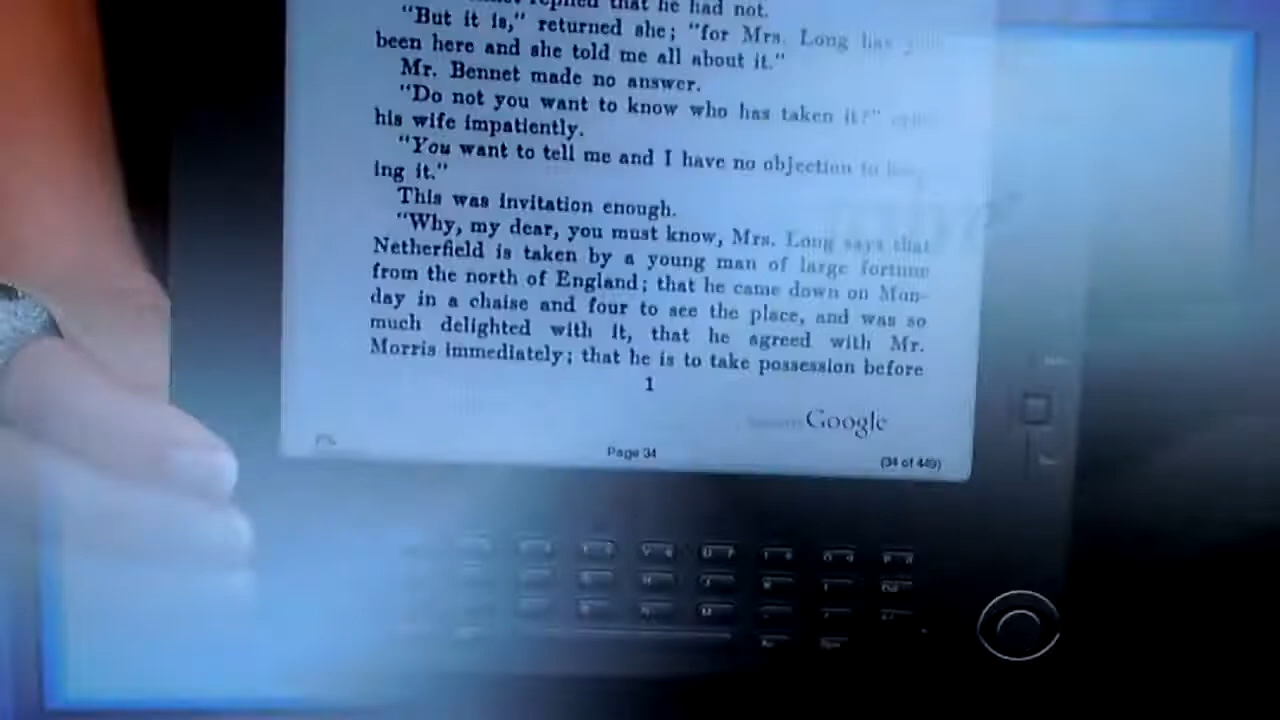 replied that he had not.
"But it is," returned she; "for Mrs. Long has
been here and she told me all about it."
Mr. Bennet made no answer.
"Do not you want to know who has taken it?"
his wife impatiently.
"You want to tell me and I have no objection to
ing it."
This was invitation enough.
"Why, my dear, you must know, Mrs. Long says that
Netherfield is taken by a young man of large fortune
from the north of England; that he came down on Mon-
day in a chaise and four to see the place, and was so
much delighted with it, that he agreed with Mr.
Morris immediately; that he is to take possession before
1
Google
Page 34
(34 of 449)